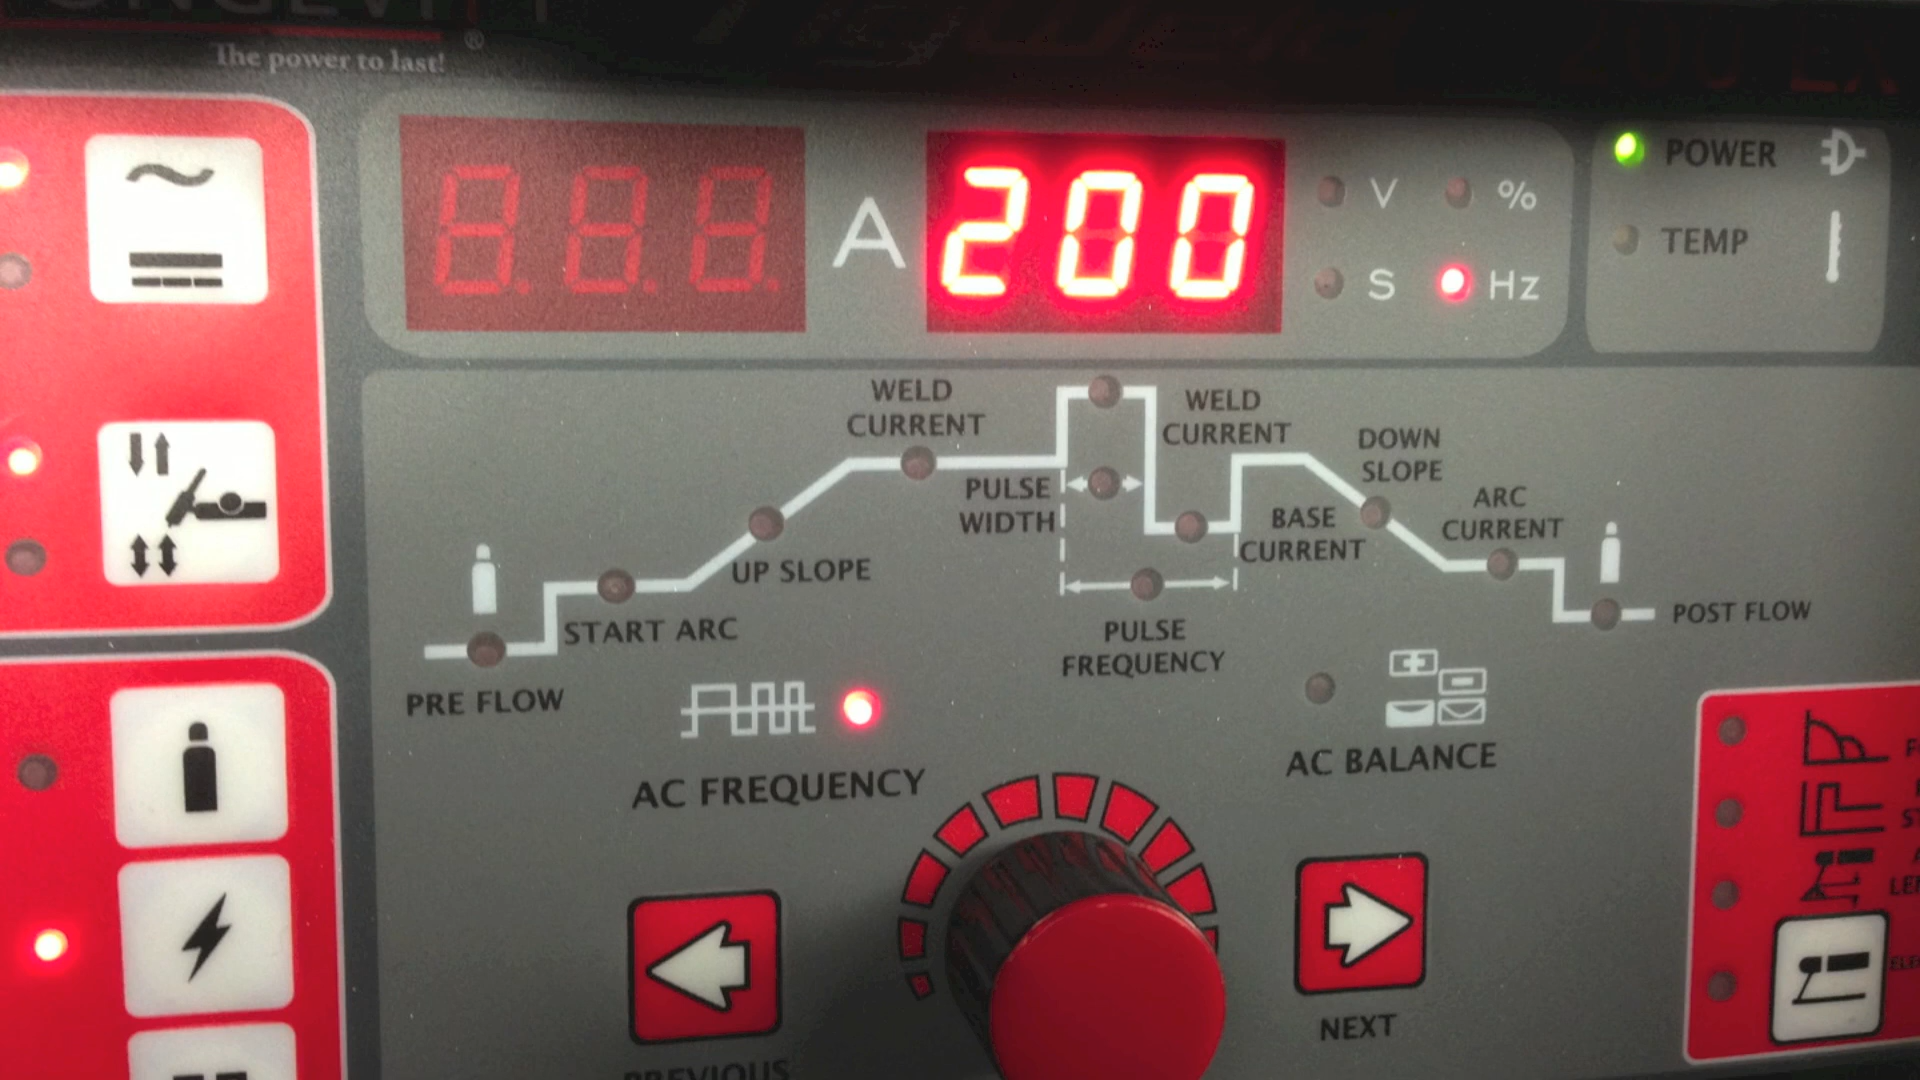 The power to last!
®
A
200
V
%
S
Hz
POWER
TEMP
WELD
CURRENT
WELD
CURRENT
DOWN
SLOPE
PULSE
WIDTH
ARC
CURRENT
BASE
CURRENT
UP SLOPE
START ARC
POST FLOW
PULSE
FREQUENCY
PRE FLOW
AC FREQUENCY
AC BALANCE
NEXT
PREVIOUS